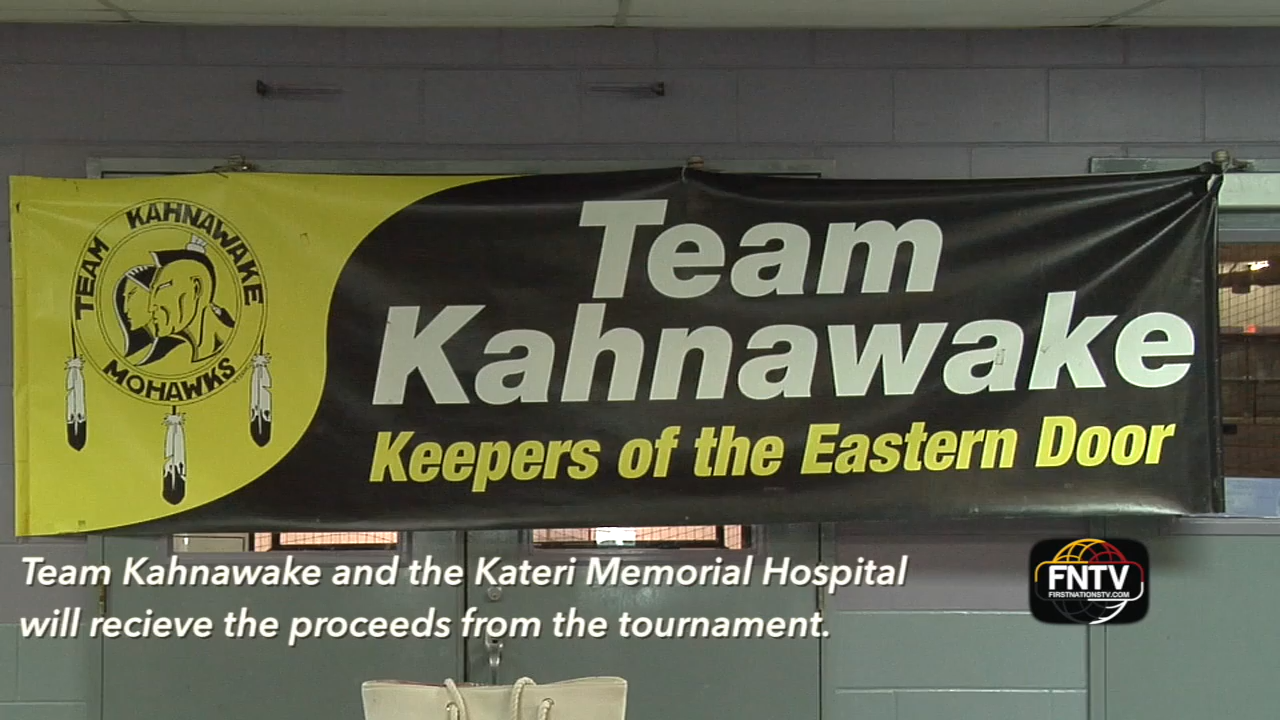 TEAM KAHNAWAKE
MOHAWKS
Team
Kahnawake
Keepers of the Eastern Door
Team Kahnawake and the Kateri Memorial Hospital
will recieve the proceeds from the tournament.
FNTV
FIRSTNATIONSTV.COM